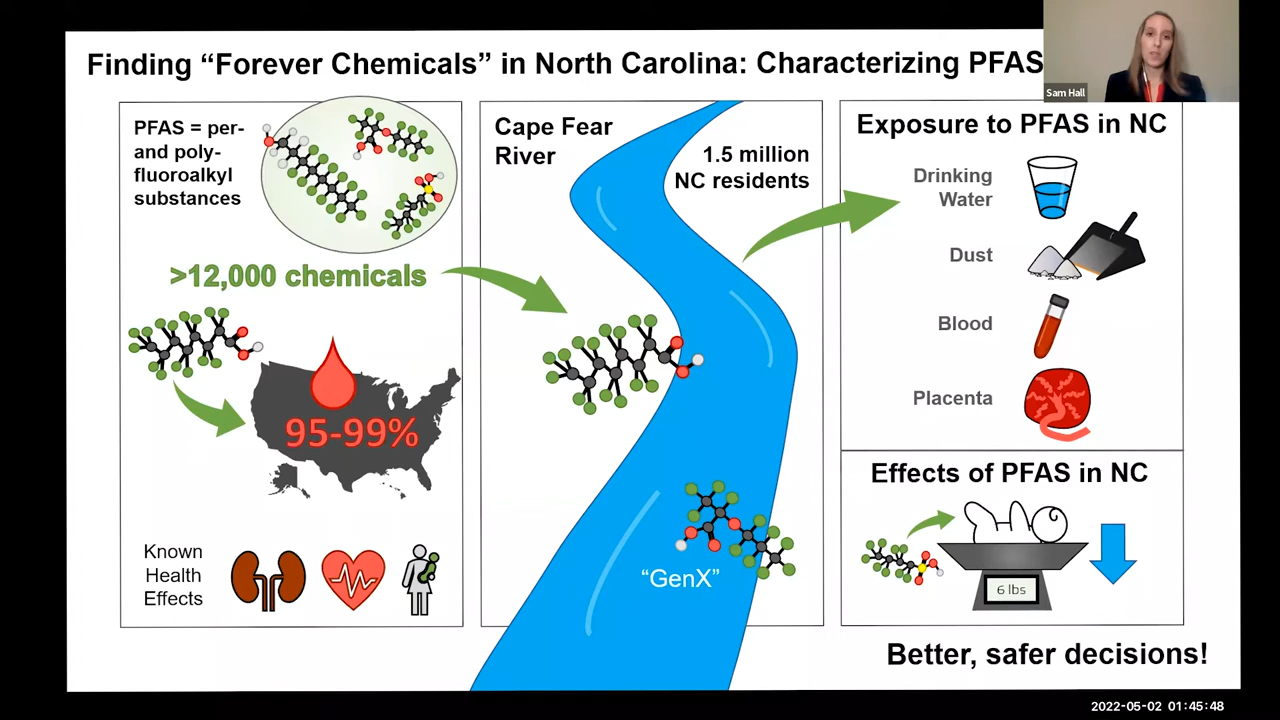 Finding “Forever Chemicals” in North Carolina: Characterizing PFAS
Sam Hall
PFAS = per-
and poly-
fluoroalkyl
substances
>12,000 chemicals
95-99%
Known
Health
Effects
Cape Fear
River
1.5 million
NC residents
“GenX”
Exposure to PFAS in NC
Drinking
Water
Dust
Blood
Placenta
Effects of PFAS in NC
6 lbs
Better, safer decisions!
2022-05-02 01:45:48